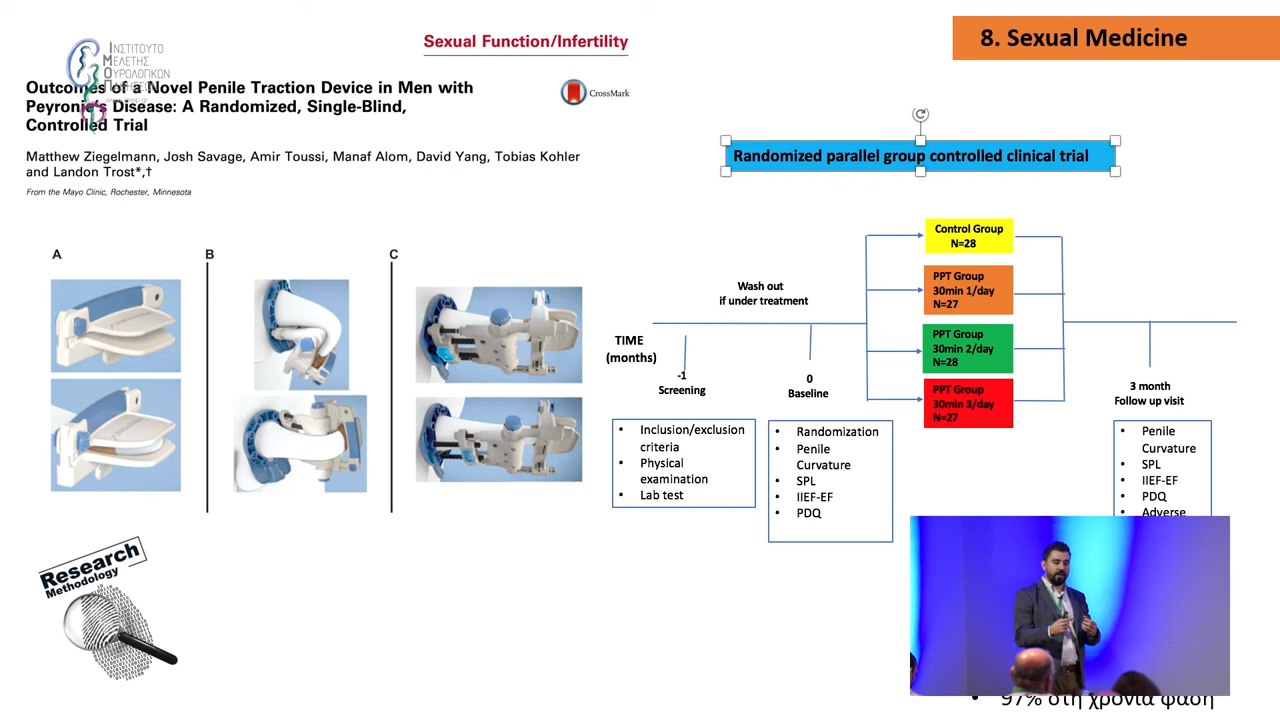 ΙΝΣΤΙΤΟΥΤΟ
ΜΕΛΕΤΗΣ
ΟΥΡΟΛΟΓΙΚΩΝ
Sexual Function/Infertility
8. Sexual Medicine
Outcomes of a Novel Penile Traction Device in Men with
Peyronie's Disease: A Randomized, Single-Blind,
Controlled Trial
CrossMark
Matthew Ziegelmann, Josh Savage, Amir Toussi, Manaf Alom, David Yang, Tobias Kohler
and Landon Trost*,†
From the Mayo Clinic, Rochester, Minnesota
A
B
C
Randomized parallel group controlled clinical trial
Control Group
N=28
PPT Group
30min 1/day
N=27
PPT Group
30min 2/day
N=28
PPT Group
30min 3/day
N=27
Wash out
if under treatment
TIME
(months)
-1
Screening
0
Baseline
3 month
Follow up visit
• Inclusion/exclusion
criteria
• Physical
examination
• Lab test
• Randomization
• Penile
Curvature
• SPL
• IIEF-EF
• PDQ
• Penile
Curvature
• SPL
• IIEF-EF
• PDQ
• Adverse
Research
Methodology
• 97% στη χρόνια φάση